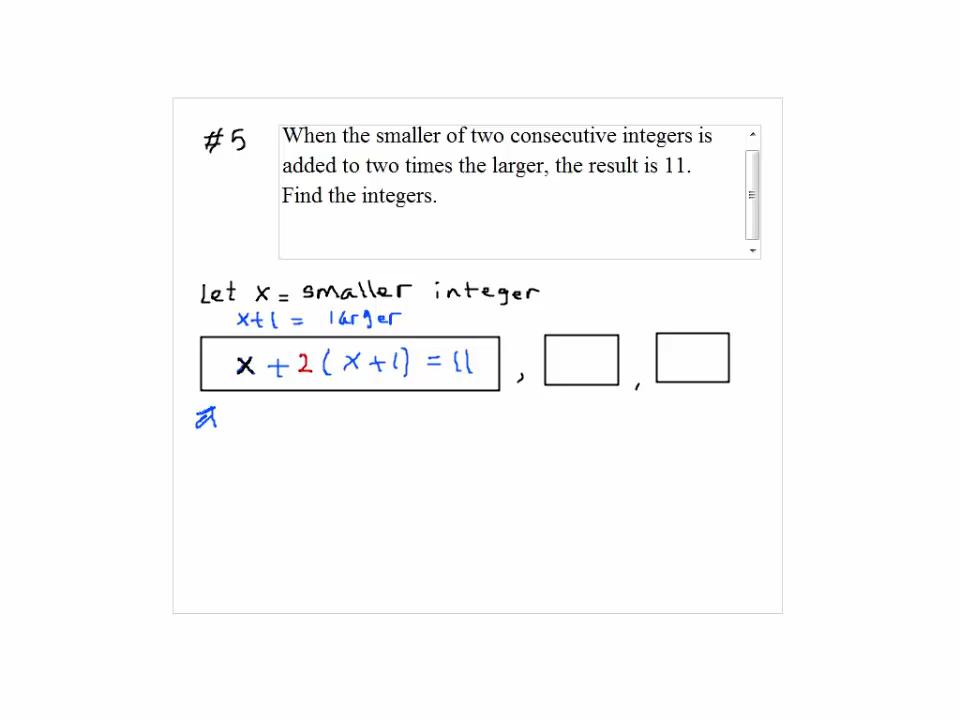 #5
When the smaller of two consecutive integers is
added to two times the larger, the result is 11.
Find the integers.
Let x = smaller integer
x+1 = larger
x + 2(x+1) = 11 , ,